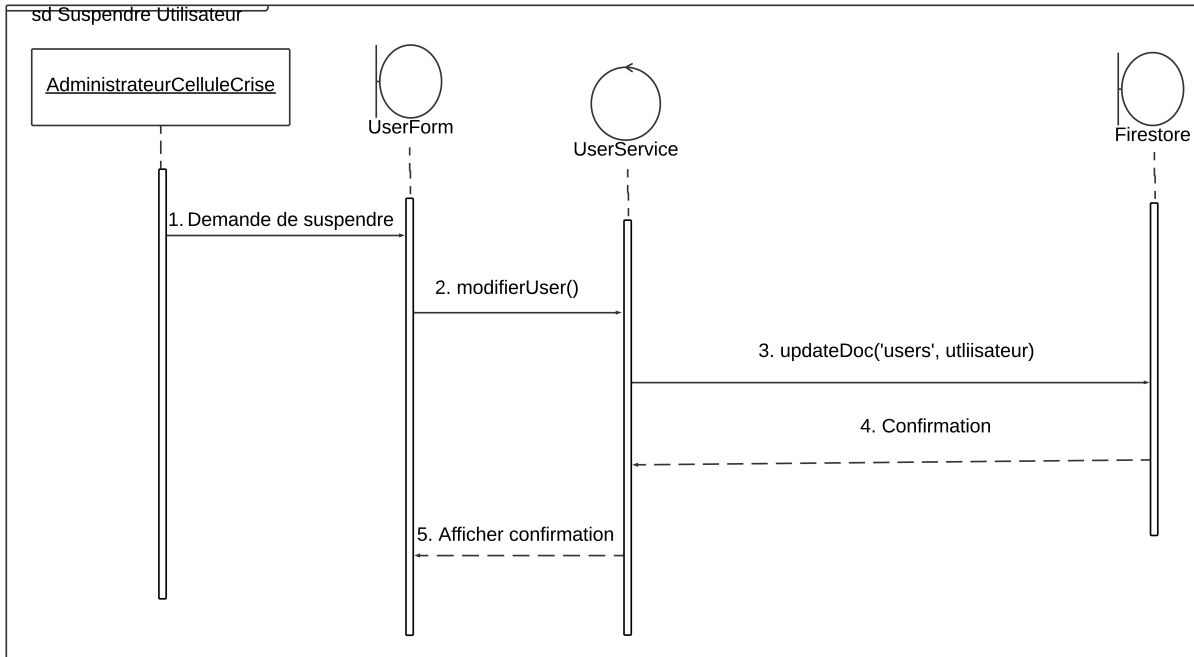 sd Suspendre Utilisateur
AdministrateurCelluleCrise
UserForm
UserService
Firestore
1. Demande de suspendre
2. modifierUser()
3. updateDoc('users', utliisateur)
4. Confirmation
5. Afficher confirmation